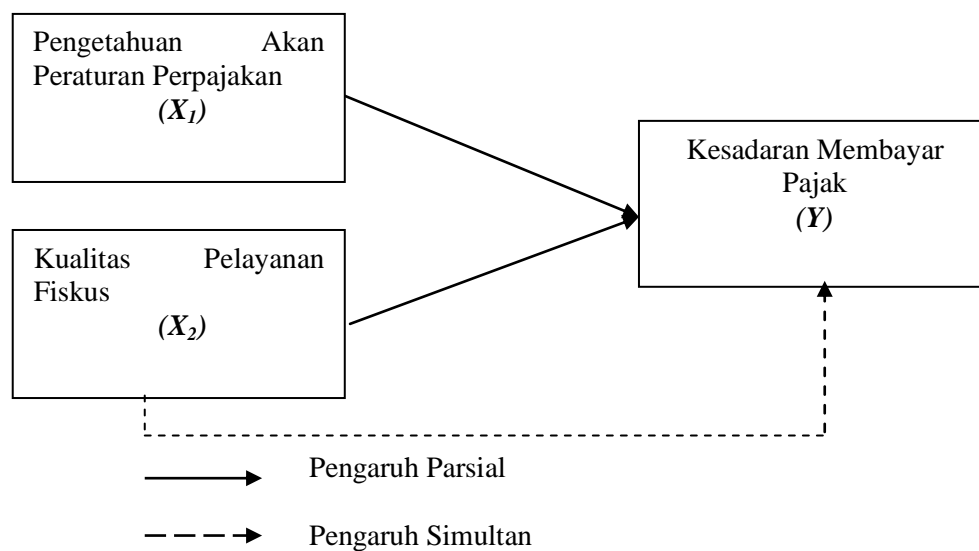 Pengetahuan Akan
Peraturan Perpajakan
(X₁)
Kesadaran Membayar
Pajak
(Y)
Kualitas Pelayanan
Fiskus
(X₂)
Pengaruh Parsial
Pengaruh Simultan